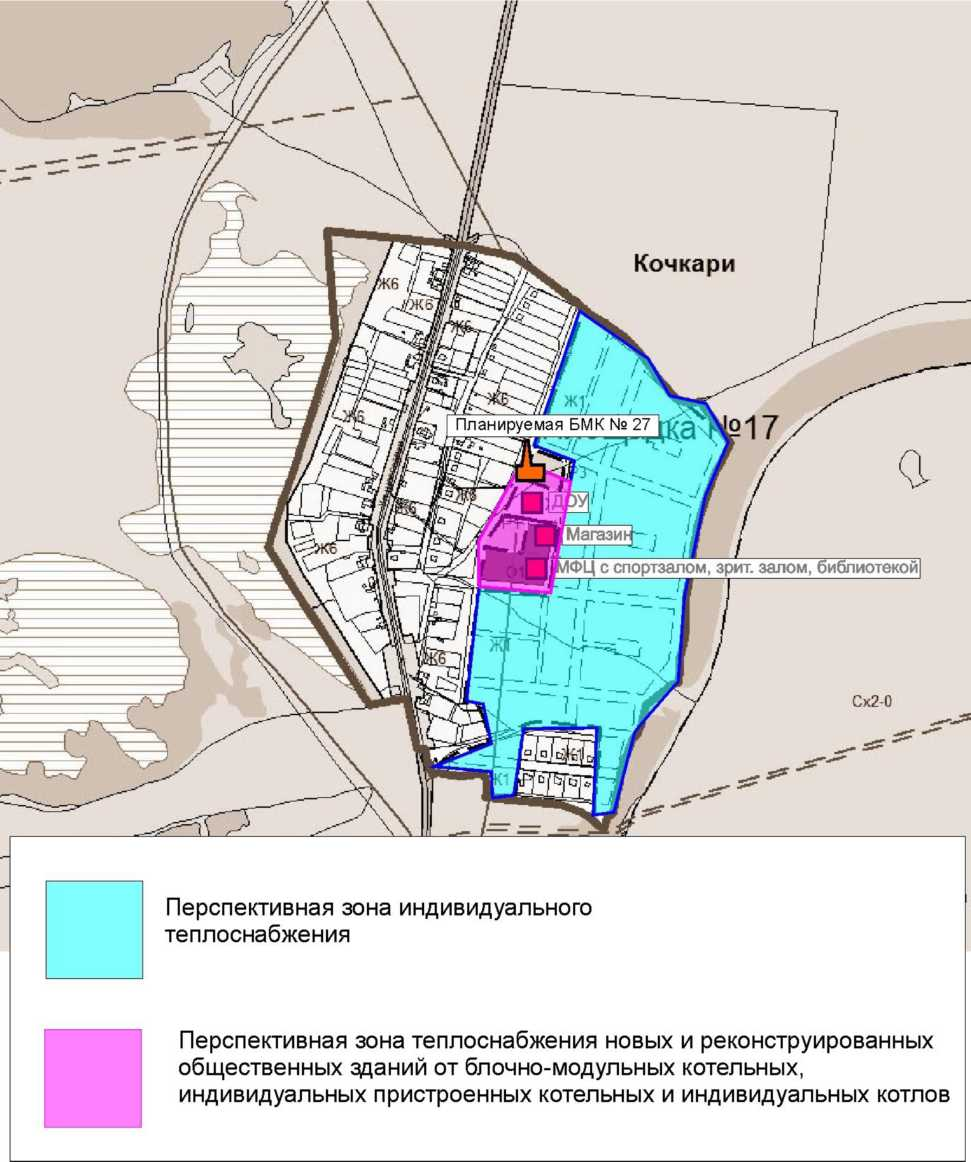 Кочкари
Ж6
Ж6
Ж6
Ж6
Ж6
Ж1
Планируемая БМК № 27
№17
Ж6
Ж6
ДОУ
Магазин
Ж6
МФЦ с спортзалом, зрит. залом, библиотекой
О1
Ж1
Ж6
Сх2-0
Ж1
Ж1
Перспективная зона индивидуального
теплоснабжения
Перспективная зона теплоснабжения новых и реконструированных
общественных зданий от блочно-модульных котельных,
индивидуальных пристроенных котельных и индивидуальных котлов